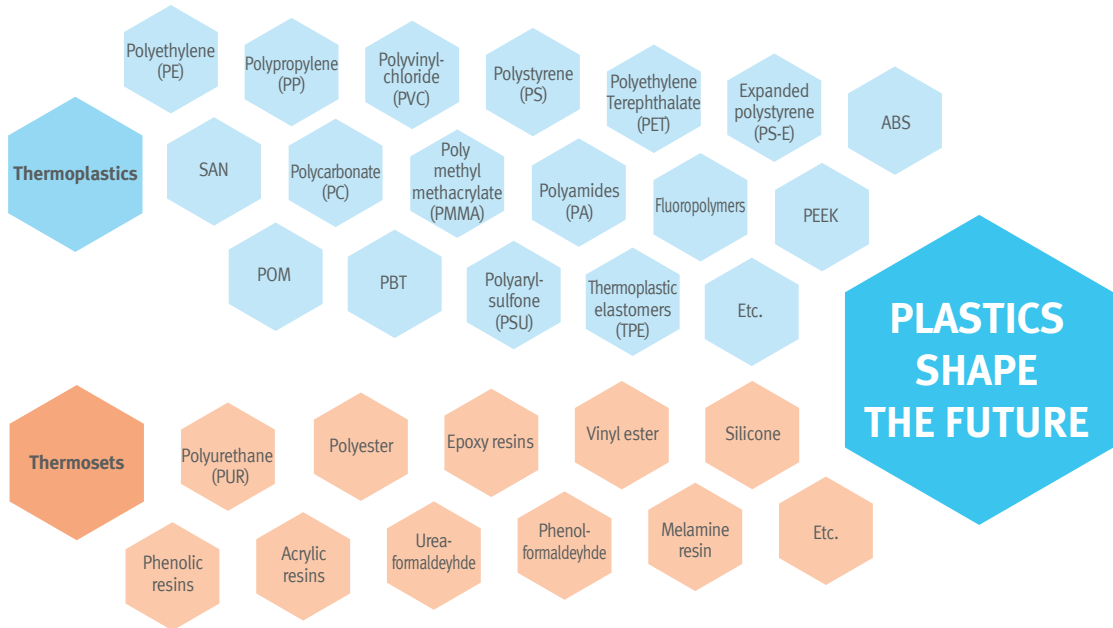 Polyethylene
(PE)
Polypropylene
(PP)
Polyvinyl-
chloride
(PVC)
Polystyrene
(PS)
Polyethylene
Terephthalate
(PET)
Expanded
polystyrene
(PS-E)
ABS
Thermoplastics
SAN
Polycarbonate
(PC)
Poly
methyl
methacrylate
(PMMA)
Polyamides
(PA)
Fluoropolymers
PEEK
POM
PBT
Polyaryl-
sulfone
(PSU)
Thermoplastic
elastomers
(TPE)
Etc.
PLASTICS
SHAPE
THE FUTURE
Thermosets
Polyurethane
(PUR)
Polyester
Epoxy resins
Vinyl ester
Silicone
Phenolic
resins
Acrylic
resins
Urea-
formaldeyhde
Phenol-
formaldeyhde
Melamine
resin
Etc.